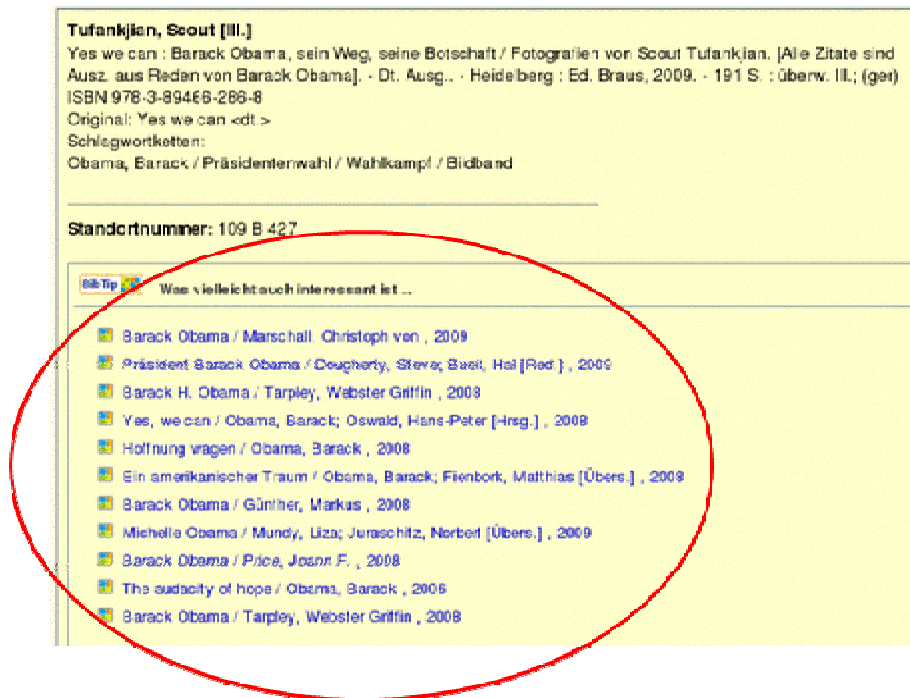 Tufankjian, Scout [Ill.]
Yes we can : Barack Obama, sein Weg, seine Botschaft / Fotografien von Scout Tufankjian. [Alle Zitate sind
Ausz. aus Reden von Barack Obama]. - Dt. Ausg.. - Heidelberg : Ed. Braus, 2009. - 191 S. : überw. Ill.; (ger)
ISBN 978-3-89466-286-8
Original: Yes we can <dt.>
Schlagwortketten:
Obama, Barack / Präsidentenwahl / Wahlkampf / Bildband
Standortnummer: 109 B 427
BibTip Was vielleicht auch interessant ist ...
Barack Obama / Marschall, Christoph von , 2009
Präsident Barack Obama / Dougherty, Steve; Buell, Hal [Red.] , 2009
Barack H. Obama / Tarpley, Webster Griffin , 2008
Yes, we can / Obama, Barack; Oswald, Hans-Peter [Hrsg.] , 2008
Hoffnung wagen / Obama, Barack , 2008
Ein amerikanischer Traum / Obama, Barack; Fienbork, Matthias [Übers.] , 2008
Barack Obama / Günther, Markus , 2008
Michelle Obama / Mundy, Liza; Juraschitz, Norbert [Übers.] , 2009
Barack Obama / Price, Joann F. , 2008
The audacity of hope / Obama, Barack , 2006
Barack Obama / Tarpley, Webster Griffin , 2008